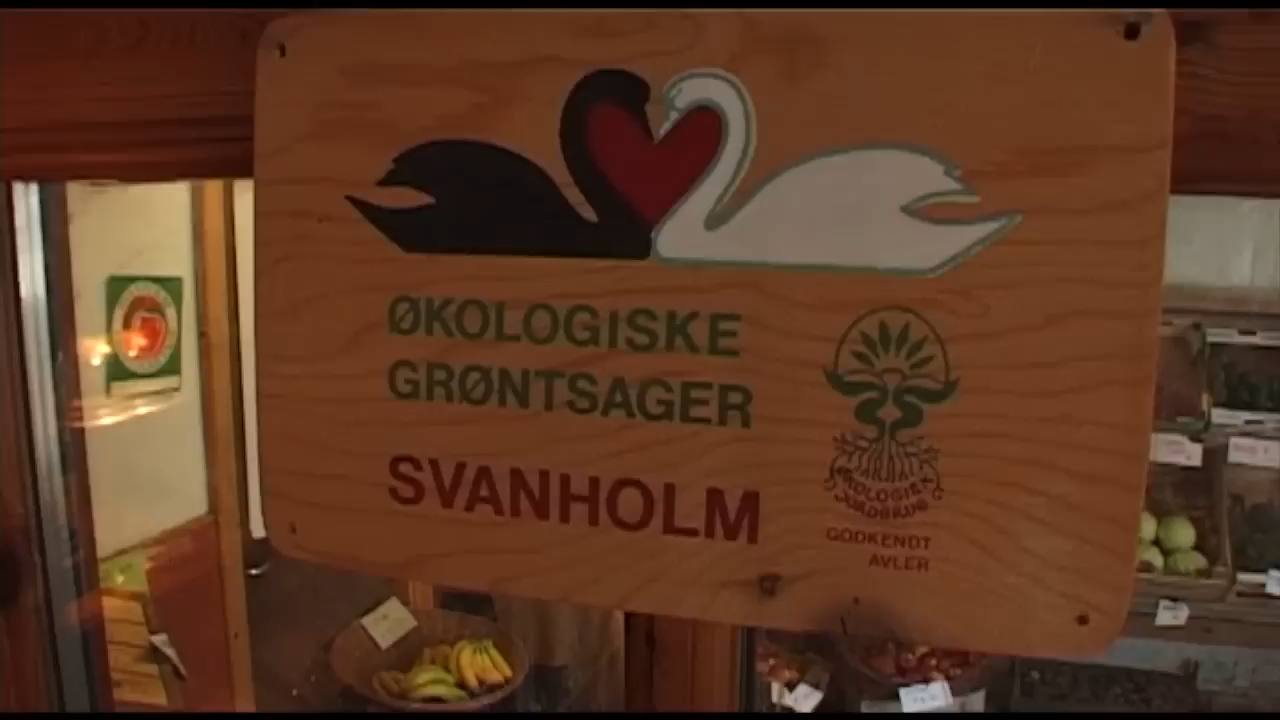 ØKOLOGISKE
GRØNTSAGER
SVANHOLM
ØKOLOGISK
JORDBRUG
GODKENDT
AVLER